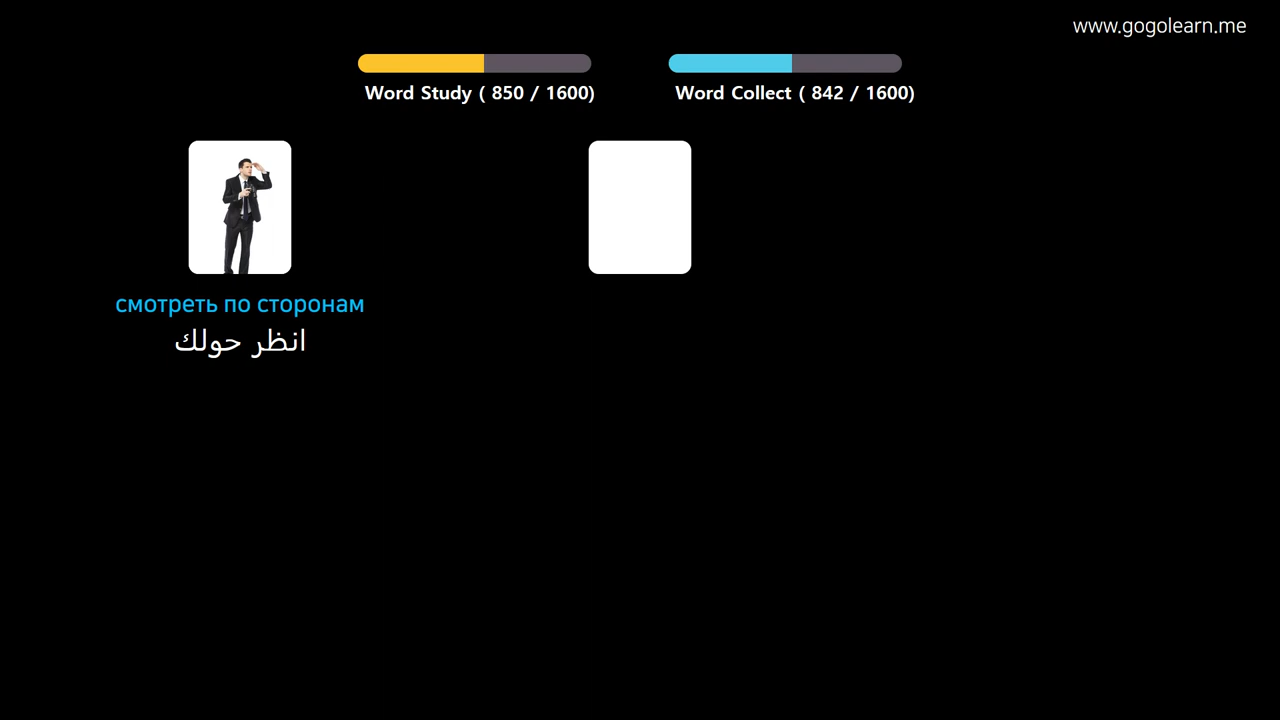 www.gogolearn.me
Word Study ( 850 / 1600)
Word Collect ( 842 / 1600)
смотреть по сторонам
انظر حولك